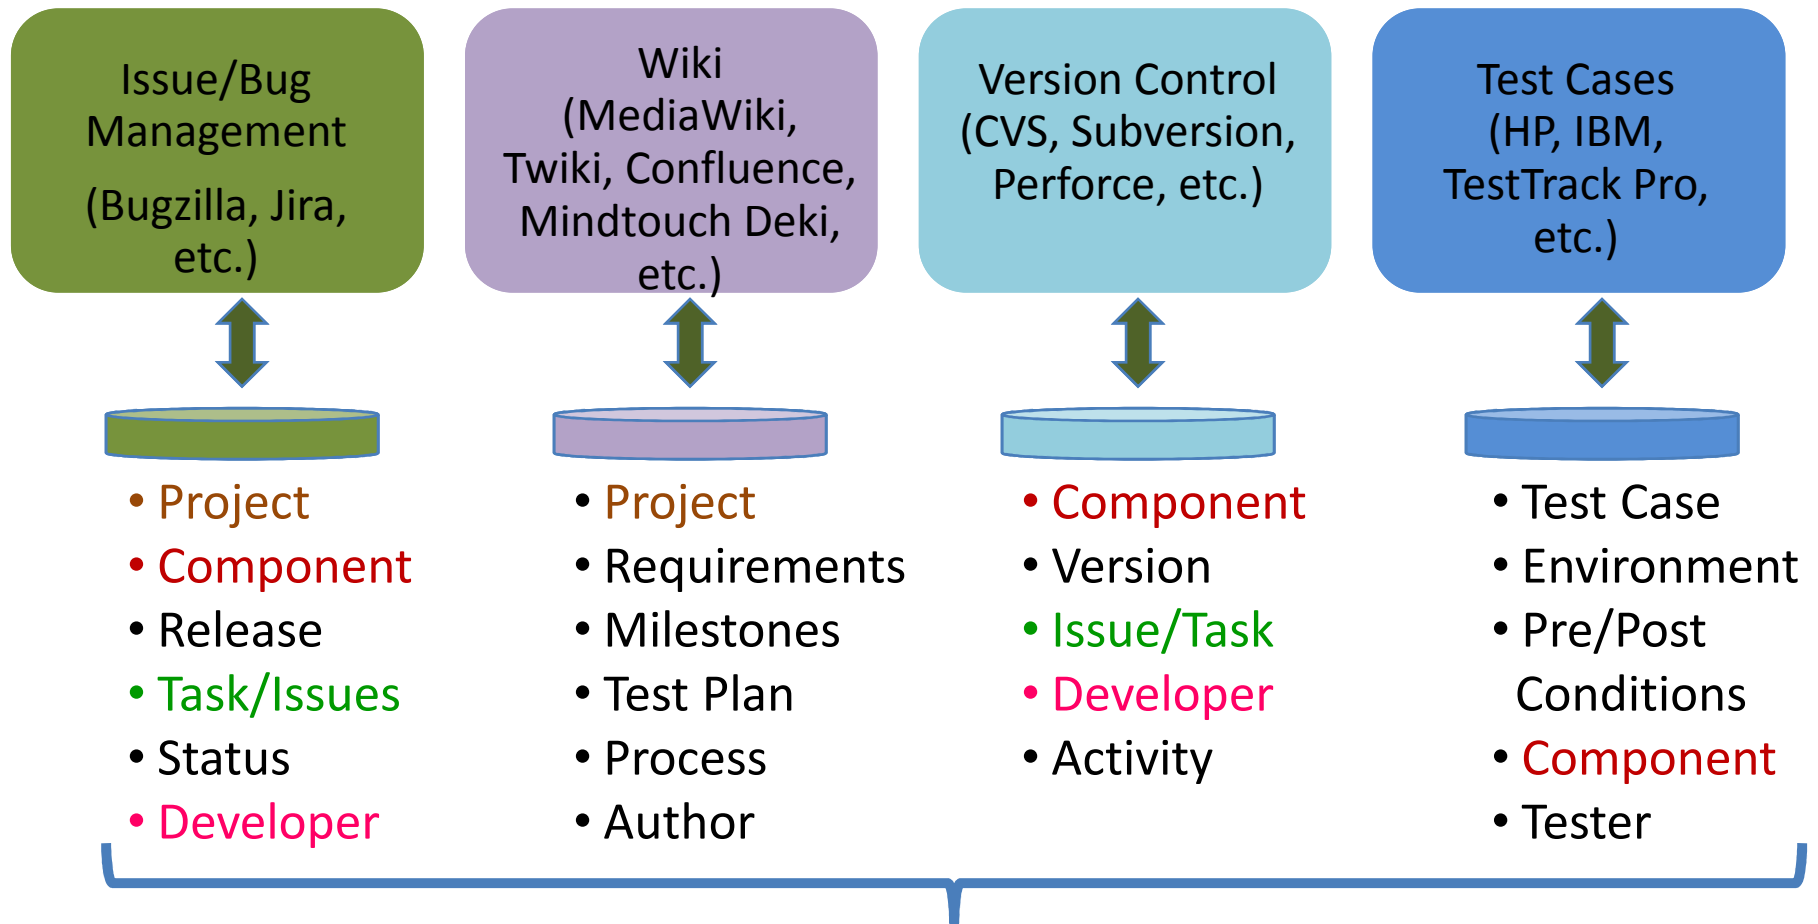 Issue/Bug
Management
(Bugzilla, Jira,
etc.)
Wiki
(MediaWiki,
Twiki, Confluence,
Mindtouch Deki,
etc.)
Version Control
(CVS, Subversion,
Perforce, etc.)
Test Cases
(HP, IBM,
TestTrack Pro,
etc.)
• Project
• Component
• Release
• Task/Issues
• Status
• Developer
• Project
• Requirements
• Milestones
• Test Plan
• Process
• Author
• Component
• Version
• Issue/Task
• Developer
• Activity
• Test Case
• Environment
• Pre/Post
Conditions
• Component
• Tester